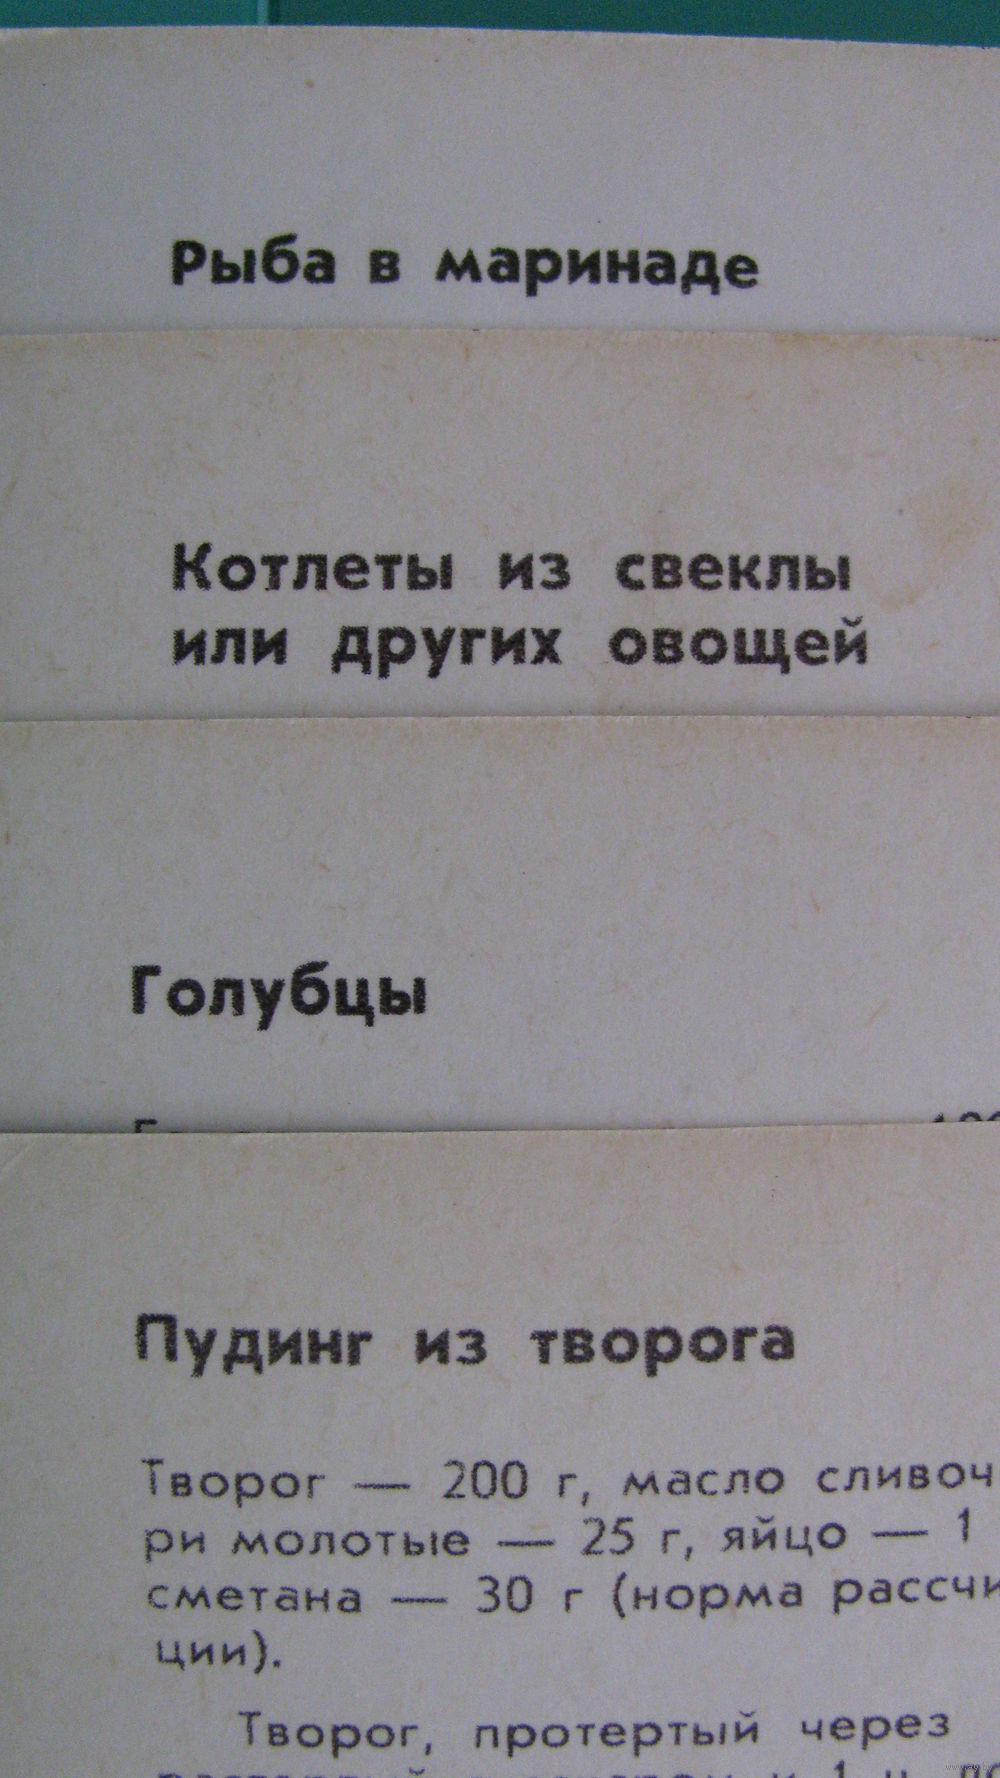 Рыба в маринаде
Котлеты из свеклы
или других овощей
Голубцы
Пудинг из творога
Творог — 200 г, масло сливоч
ри молотые — 25 г, яйцо — 1
сметана — 30 г (норма рассчи
ции).
Творог, протертый через